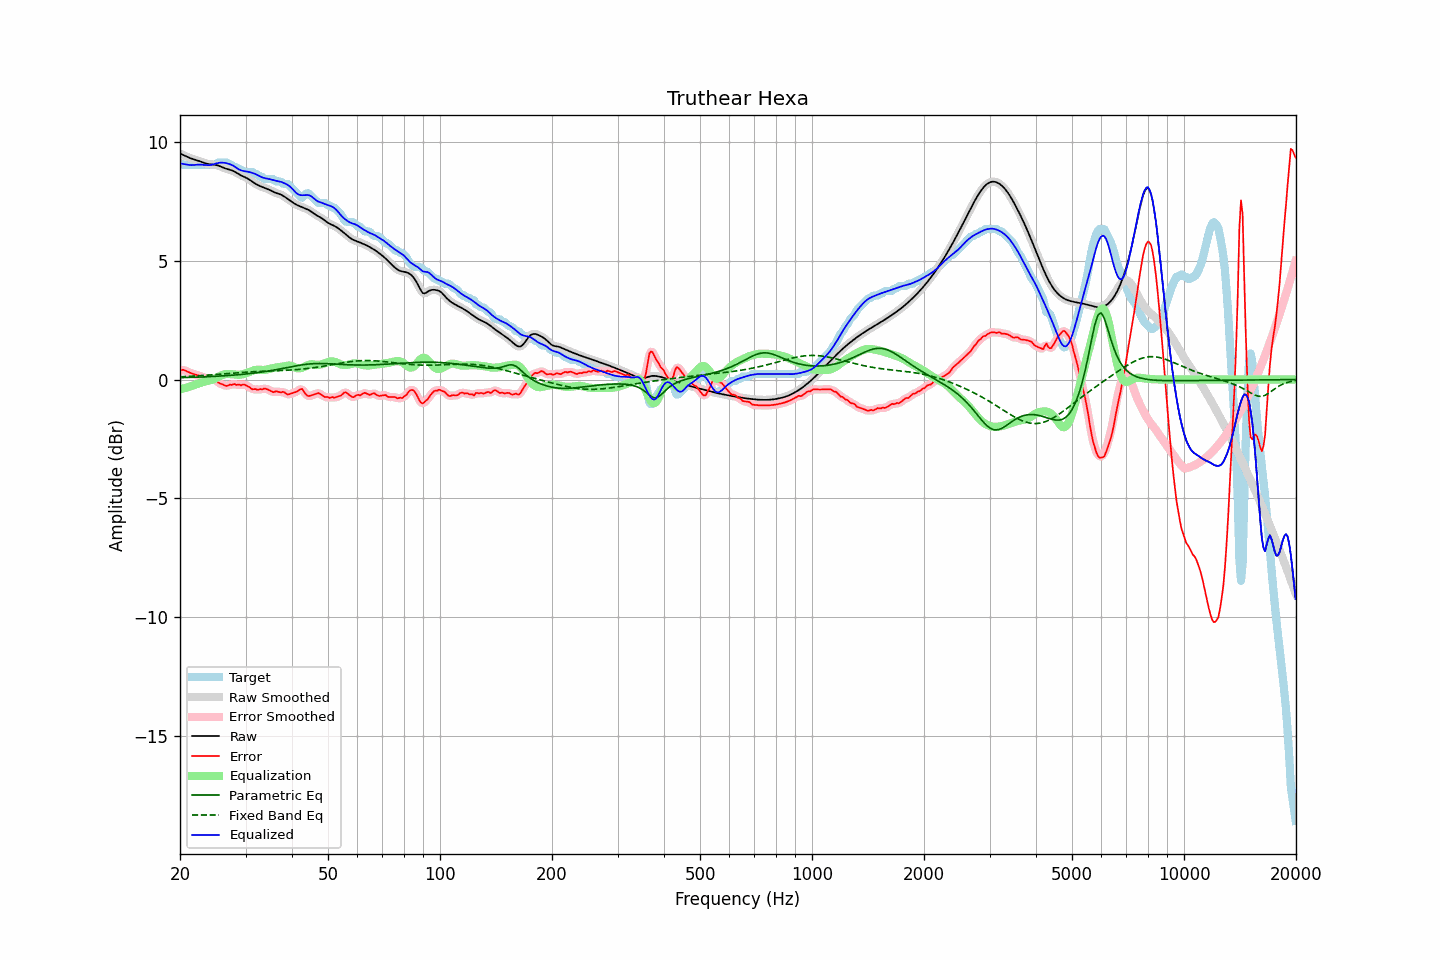 Truthear Hexa
Amplitude (dBr)
10
5
0
−5
−10
−15
Target
Raw Smoothed
Error Smoothed
Raw
Error
Equalization
Parametric Eq
Fixed Band Eq
Equalized
20 50 100 200 500 1000 2000 5000 10000 20000
Frequency (Hz)